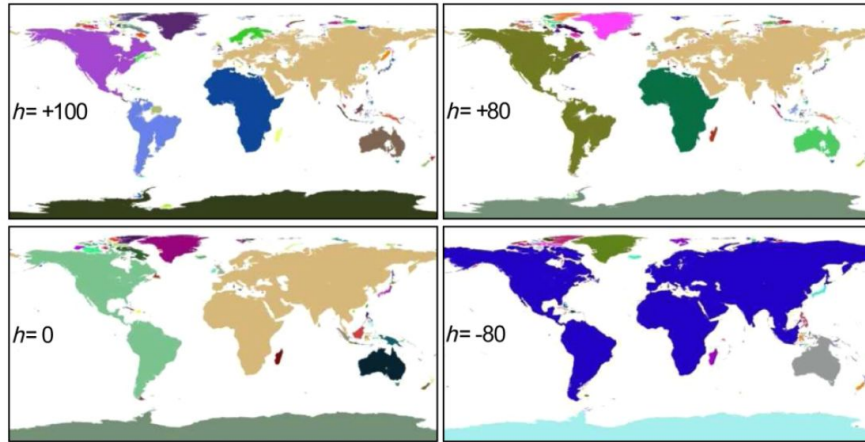 h= +100
h= +80
h= 0
h= -80